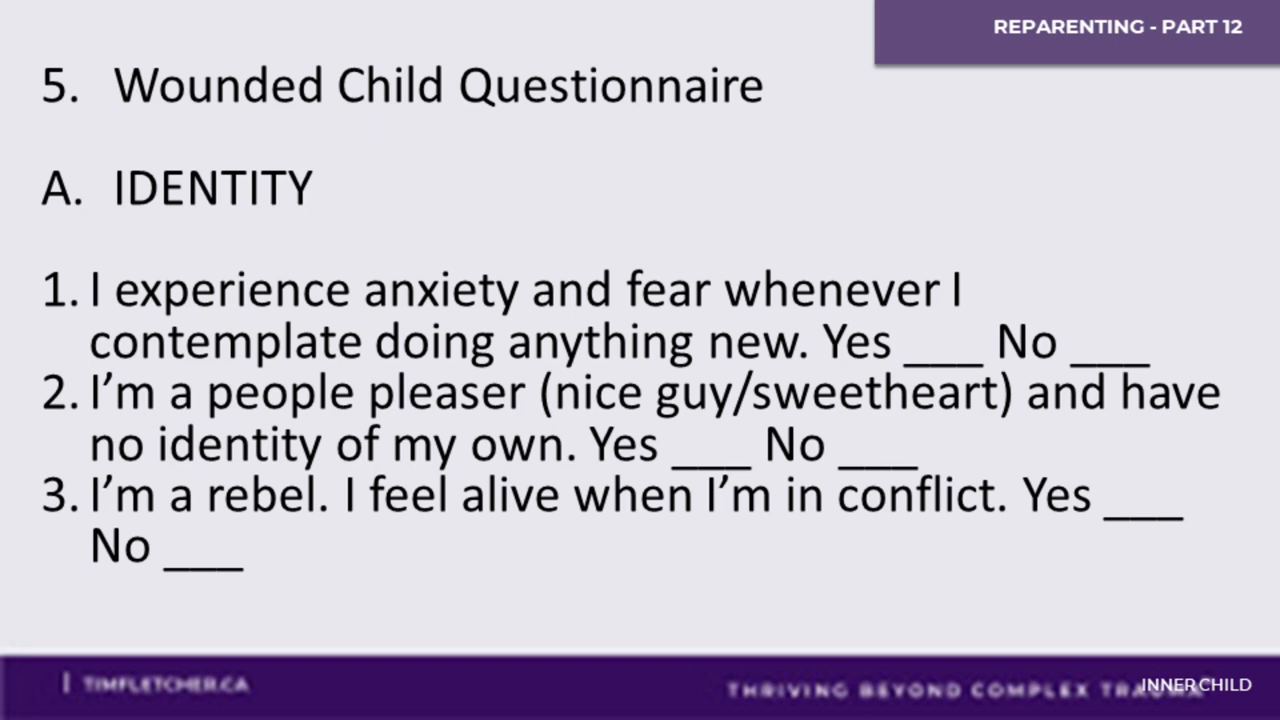 REPARENTING - PART 12
5. Wounded Child Questionnaire
A. IDENTITY
1. I experience anxiety and fear whenever I
contemplate doing anything new. Yes ___ No ___
2. I’m a people pleaser (nice guy/sweetheart) and have
no identity of my own. Yes ___ No ___
3. I’m a rebel. I feel alive when I’m in conflict. Yes ___
No ___
| TIMFLETCHER.CA
THRIVING BEYOND COMPLEX
INNER CHILD